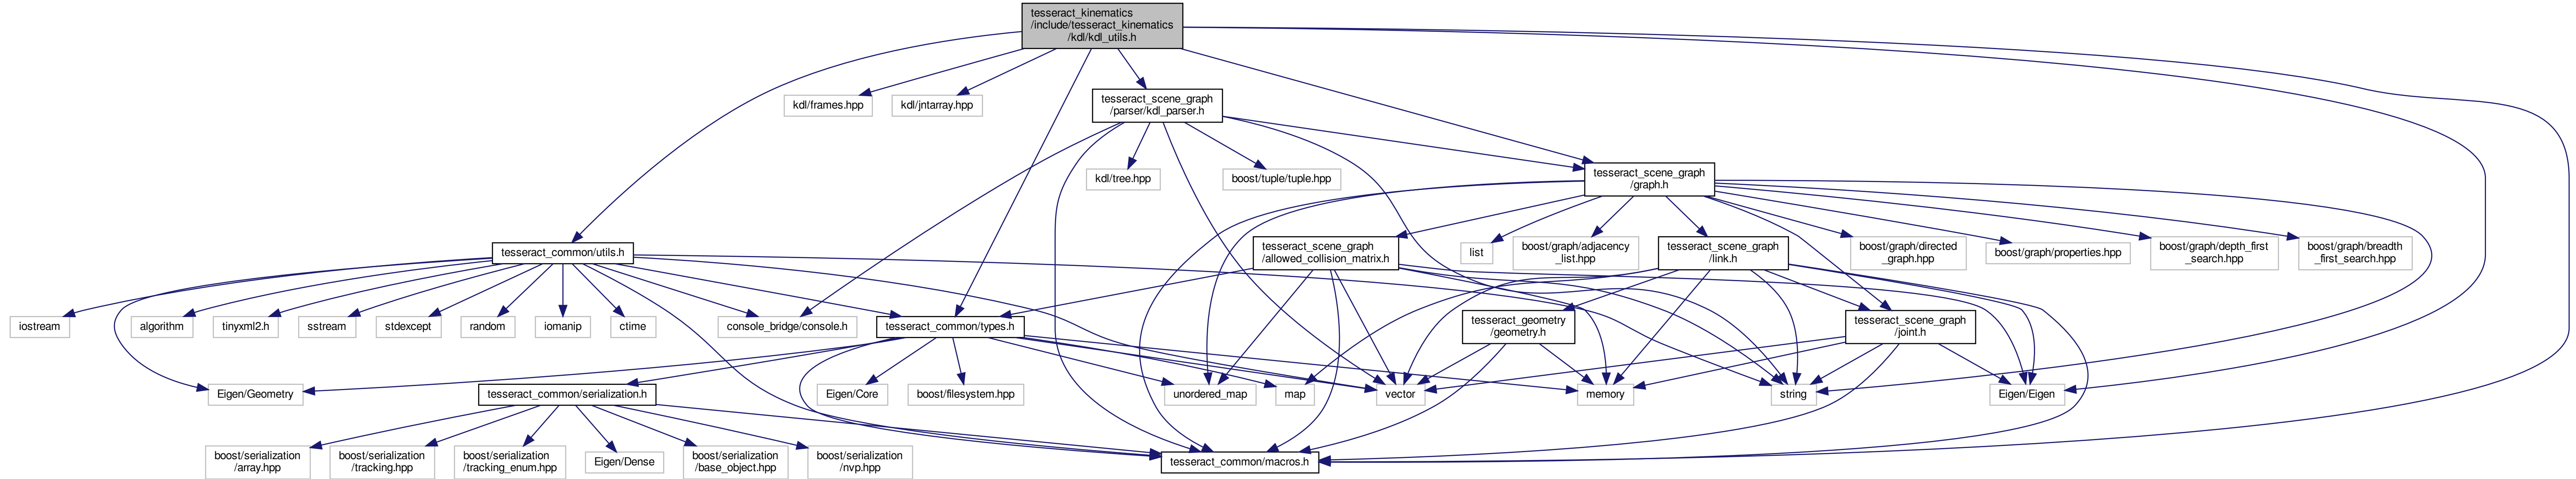 tesseract_kinematics
/include/tesseract_kinematics
/kdl/kdl_utils.h
kdl/frames.hpp
kdl/jntarray.hpp
tesseract_scene_graph
/parser/kdl_parser.h
kdl/tree.hpp
boost/tuple/tuple.hpp
tesseract_scene_graph
/graph.h
tesseract_common/utils.h
tesseract_scene_graph
/allowed_collision_matrix.h
list
boost/graph/adjacency
_list.hpp
tesseract_scene_graph
/link.h
boost/graph/directed
_graph.hpp
boost/graph/properties.hpp
boost/graph/depth_first
_search.hpp
boost/graph/breadth
_first_search.hpp
iostream
algorithm
tinyxml2.h
sstream
stdexcept
random
iomanip
ctime
console_bridge/console.h
tesseract_common/types.h
tesseract_geometry
/geometry.h
tesseract_scene_graph
/joint.h
Eigen/Geometry
tesseract_common/serialization.h
Eigen/Core
boost/filesystem.hpp
unordered_map
map
vector
memory
string
Eigen/Eigen
boost/serialization
/array.hpp
boost/serialization
/tracking.hpp
boost/serialization
/tracking_enum.hpp
Eigen/Dense
boost/serialization
/base_object.hpp
boost/serialization
/nvp.hpp
tesseract_common/macros.h